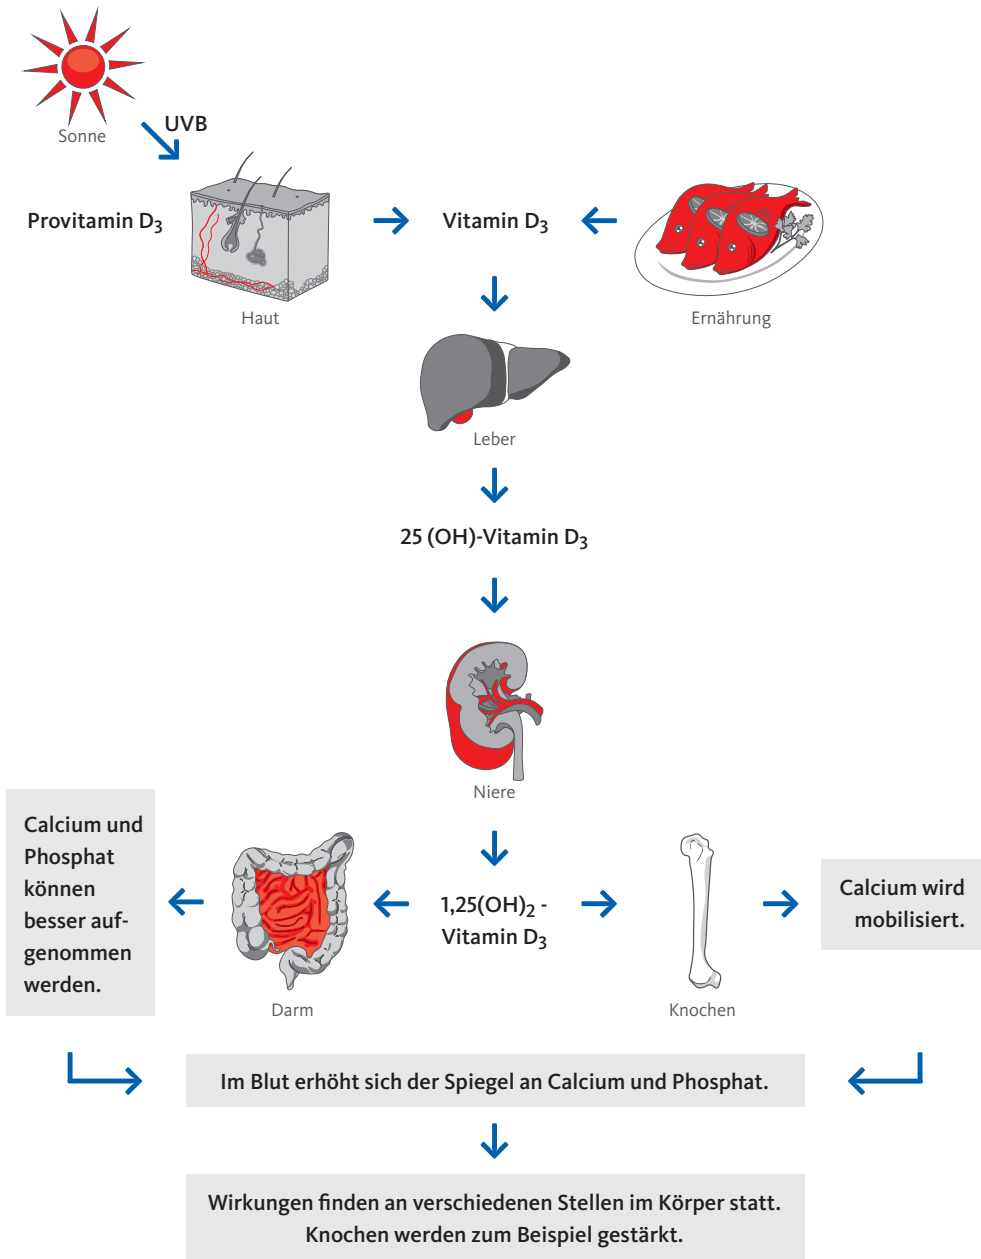 Sonne
UVB
Provitamin D3
Vitamin D3
Haut
Ernährung
Leber
25 (OH)-Vitamin D3
Niere
Calcium und
Phosphat
können
besser auf-
genommen
werden.
Darm
1,25(OH)2 -
Vitamin D3
Knochen
Calcium wird
mobilisiert.
Im Blut erhöht sich der Spiegel an Calcium und Phosphat.
Wirkungen finden an verschiedenen Stellen im Körper statt.
Knochen werden zum Beispiel gestärkt.